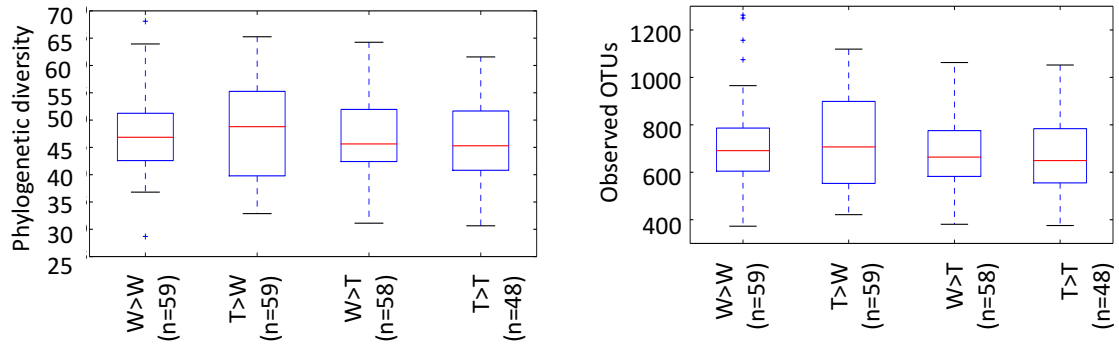 Phylogenetic diversity
70
65
60
55
50
45
40
35
30
25
W>W
(n=59)
T>W
(n=59)
W>T
(n=58)
T>T
(n=48)
Observed OTUs
1200
1000
800
600
400
W>W
(n=59)
T>W
(n=59)
W>T
(n=58)
T>T
(n=48)